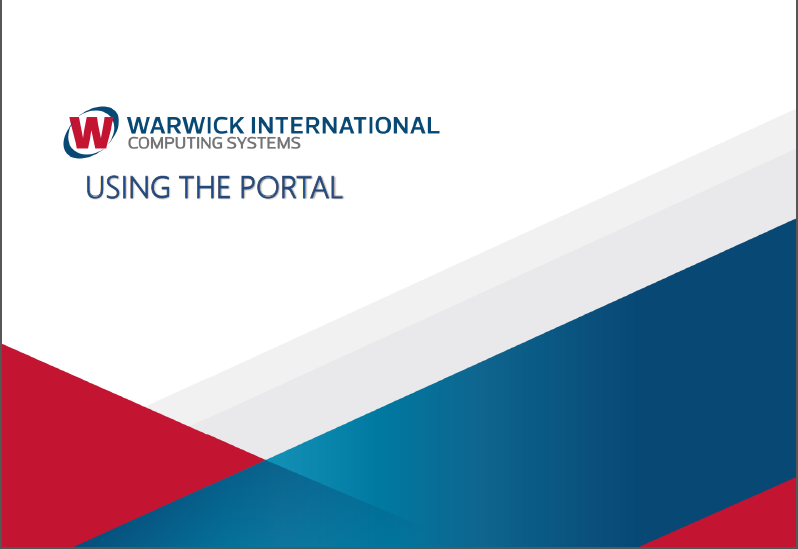 W WARWICK INTERNATIONAL
COMPUTING SYSTEMS
USING THE PORTAL